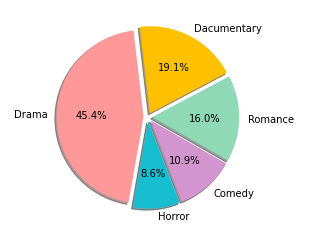 Dacumentary
19.1%
Drama
45.4%
16.0%
Romance
10.9%
8.6%
Comedy
Horror